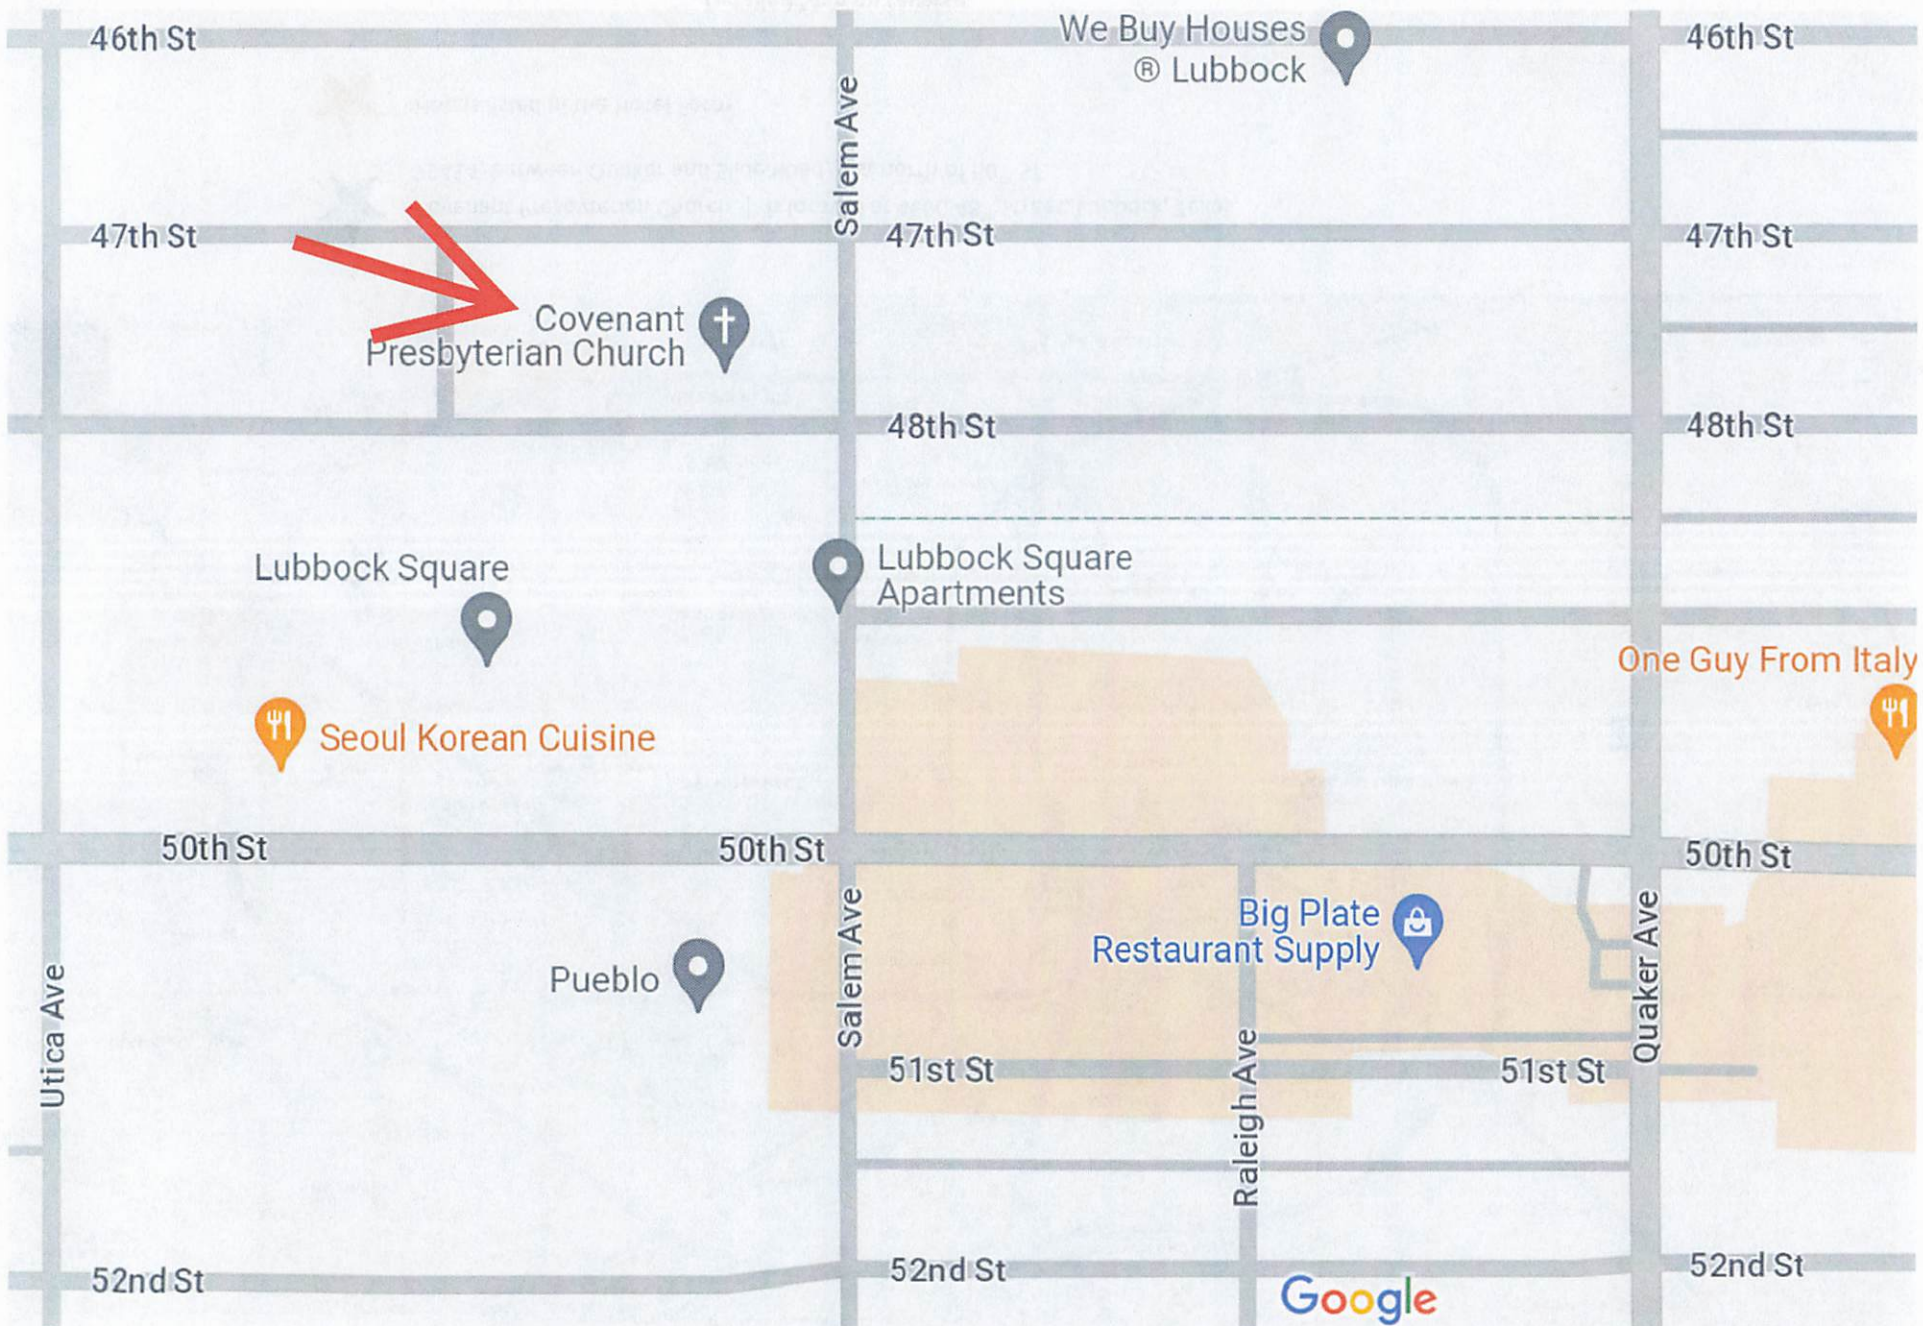 We Buy Houses
® Lubbock
46th St
46th St
Salem Ave
47th St
47th St
47th St
Covenant
Presbyterian Church
48th St
48th St
Lubbock Square
Lubbock Square
Apartments
One Guy From Italy
Seoul Korean Cuisine
50th St
50th St
50th St
Big Plate
Restaurant Supply
Pueblo
Salem Ave
Quaker Ave
Utica Ave
51st St
51st St
Raleigh Ave
52nd St
52nd St
52nd St
Google